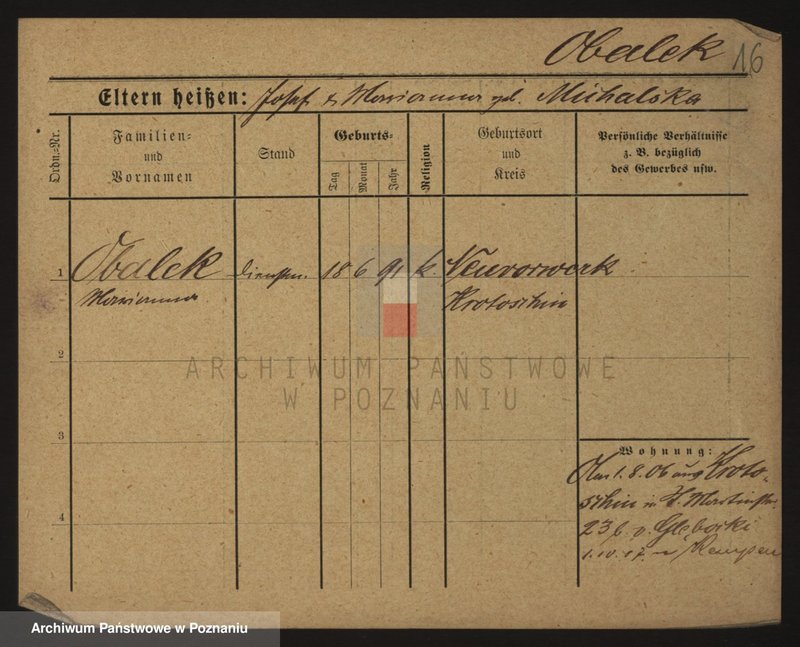 Obalek 16
Eltern heißen: Josef & Marianna geb. Michalska
Ordn.-Nr.
Familien-
und
Vornamen
Stand
Geburts-
Tag
Monat
Jahr
Religion
Geburtsort
und
Kreis
Persönliche Verhältnisse
z. B. bezüglich
des Gewerbes usw.
1 Obalek dienstm. 18 6 91 k. Neuvorwerk
Marianna Krotoschin
2
ARCHIWUM PAŃSTWOWE
W POZNANIU
3
Wohnung:
Am 1.8.06 aus Kroto-
schin in St. Martinstr.
23 b. v. Głębocki
4
1.10.17. Kempen
Archiwum Państwowe w Poznaniu